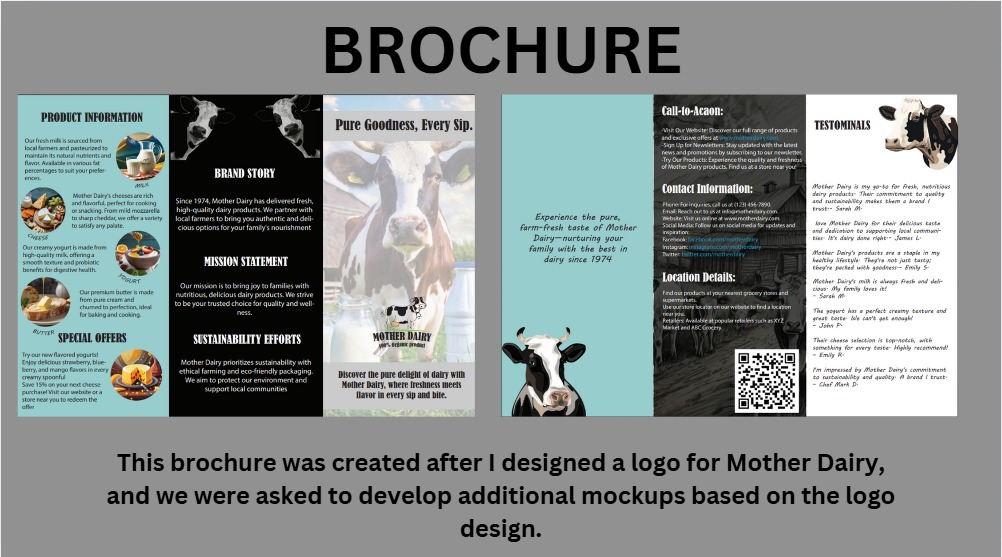 BROCHURE
PRODUCT INFORMATION
Our fresh milk is sourced from
local farmers and pasteurized to
maintain its natural nutrients and
flavor. Available in various fat
percentages to suit your prefer-
ences.
MILK
Mother Dairy's cheeses are rich
and flavorful, perfect for cooking
or snacking. From mild mozzarella
to sharp cheddar, we offer a variety
to satisfy any palate.
CHEESE
Our creamy yogurt is made from
high-quality milk, offering a
smooth texture and probiotic
benefits for digestive health.
YOGURT
Our premium butter is made
from pure cream and
churned to perfection, ideal
for baking and cooking.
BUTTER
SPECIAL OFFERS
Try our new flavored yogurts!
Enjoy delicious strawberry, blue-
berry, and mango flavors in every
creamy spoonful
Save 15% on your next cheese
purchase! Visit our website or a
store near you to redeem the
offer
BRAND STORY
Since 1974, Mother Dairy has delivered fresh,
high-quality dairy products. We partner with
local farmers to bring you authentic and deli-
cious options for your family's nourishment
MISSION STATEMENT
Our mission is to bring joy to families with
nutritious, delicious dairy products. We strive
to be your trusted choice for quality and well-
ness.
SUSTAINABILITY EFFORTS
Mother Dairy prioritizes sustainability with
ethical farming and eco-friendly packaging.
We aim to protect our environment and
support local communities
Pure Goodness, Every Sip.
MOTHER DAIRY
100% Organic product
Discover the pure delight of dairy with
Mother Dairy, where freshness meets
flavor in every sip and bite.
Experience the pure,
farm-fresh taste of Mother
Dairy—nurturing your
family with the best in
dairy since 1974
Call-to-Acaon:
-Visit Our Website: Discover our full range of products
and exclusive offers at www.motherdairy.com.
-Sign Up for Newsletters: Stay updated with the latest
news and promotions by subscribing to our newsletter.
-Try Our Products: Experience the quality and freshness
of Mother Dairy products. Find us at a store near you!
Contact Information:
Phone: For inquiries, call us at (123) 456-7890.
Email: Reach out to us at info@motherdairy.com.
Website: Visit us online at www.motherdairy.com.
Social Media: Follow us on social media for updates and
inspiration:
Facebook: facebook.com/motherdairy
Instagram: instagram.com/motherdairy
Twitter: twitter.com/motherdairy
Location Details:
Find our products at your nearest grocery stores and
supermarkets.
Use our store locator on our website to find a location
near you.
Retailers: Available at popular retailers such as XYZ
Market and ABC Grocery.
TESTOMINALS
Mother Dairy is my go-to for fresh, nutritious
dairy products. Their commitment to quality
and sustainability makes them a brand I
trust.- Sarah M.
love Mother Dairy for their delicious taste
and dedication to supporting local communi-
ties. It's dairy done right.- James L.
Mother Dairy's products are a staple in my
healthy lifestyle. They're not just tasty;
they're packed with goodness- Emily S.
Mother Dairy's milk is always fresh and deli-
cious. My family loves it!
- Sarah M.
The yogurt has a perfect creamy texture and
great taste. We can't get enough!
- John P.
Their cheese selection is top-notch, with
something for every taste. Highly recommend!
- Emily R.
I'm impressed by Mother Dairy's commitment
to sustainability and quality. A brand I trust.
- Chef Mark D.
This brochure was created after I designed a logo for Mother Dairy,
and we were asked to develop additional mockups based on the logo
design.